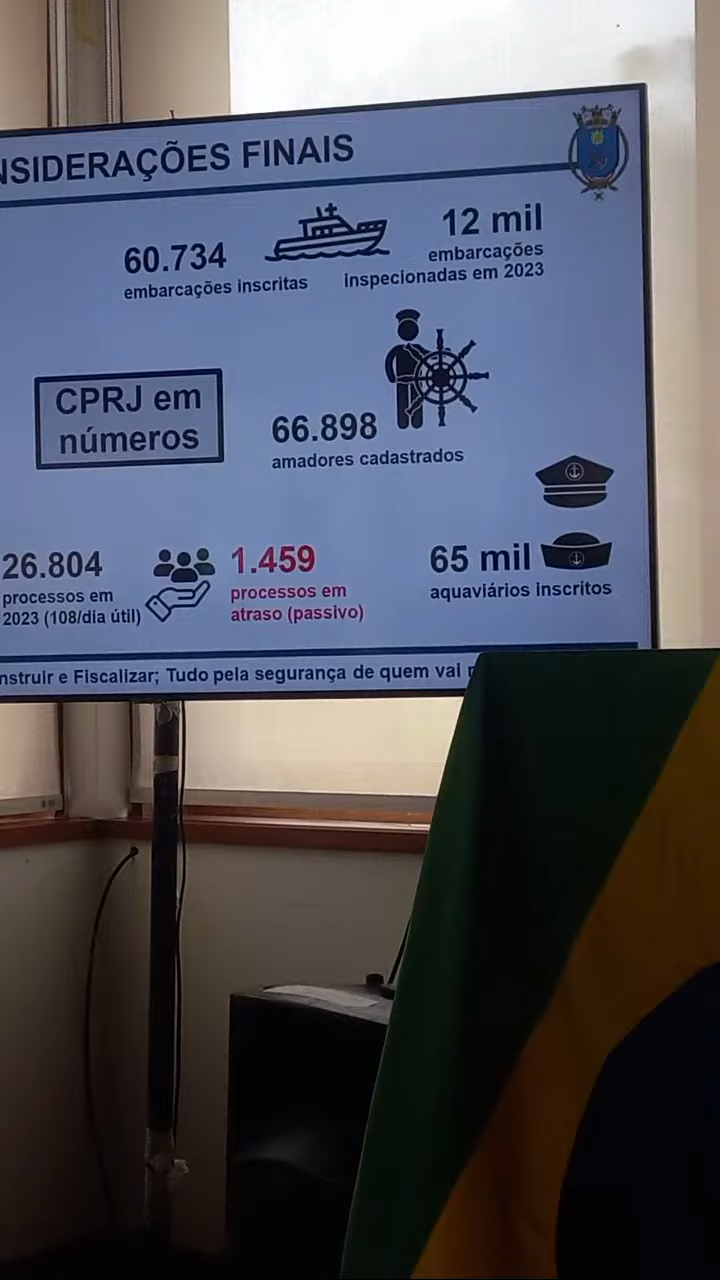 NSIDERAÇÕES FINAIS
60.734
embarcações inscritas
12 mil
embarcações
inspecionadas em 2023
CPRJ em
números
66.898
amadores cadastrados
26.804
processos em
2023 (108/dia útil)
1.459
processos em
atraso (passivo)
65 mil
aquaviários inscritos
nstruir e Fiscalizar; Tudo pela segurança de quem vai